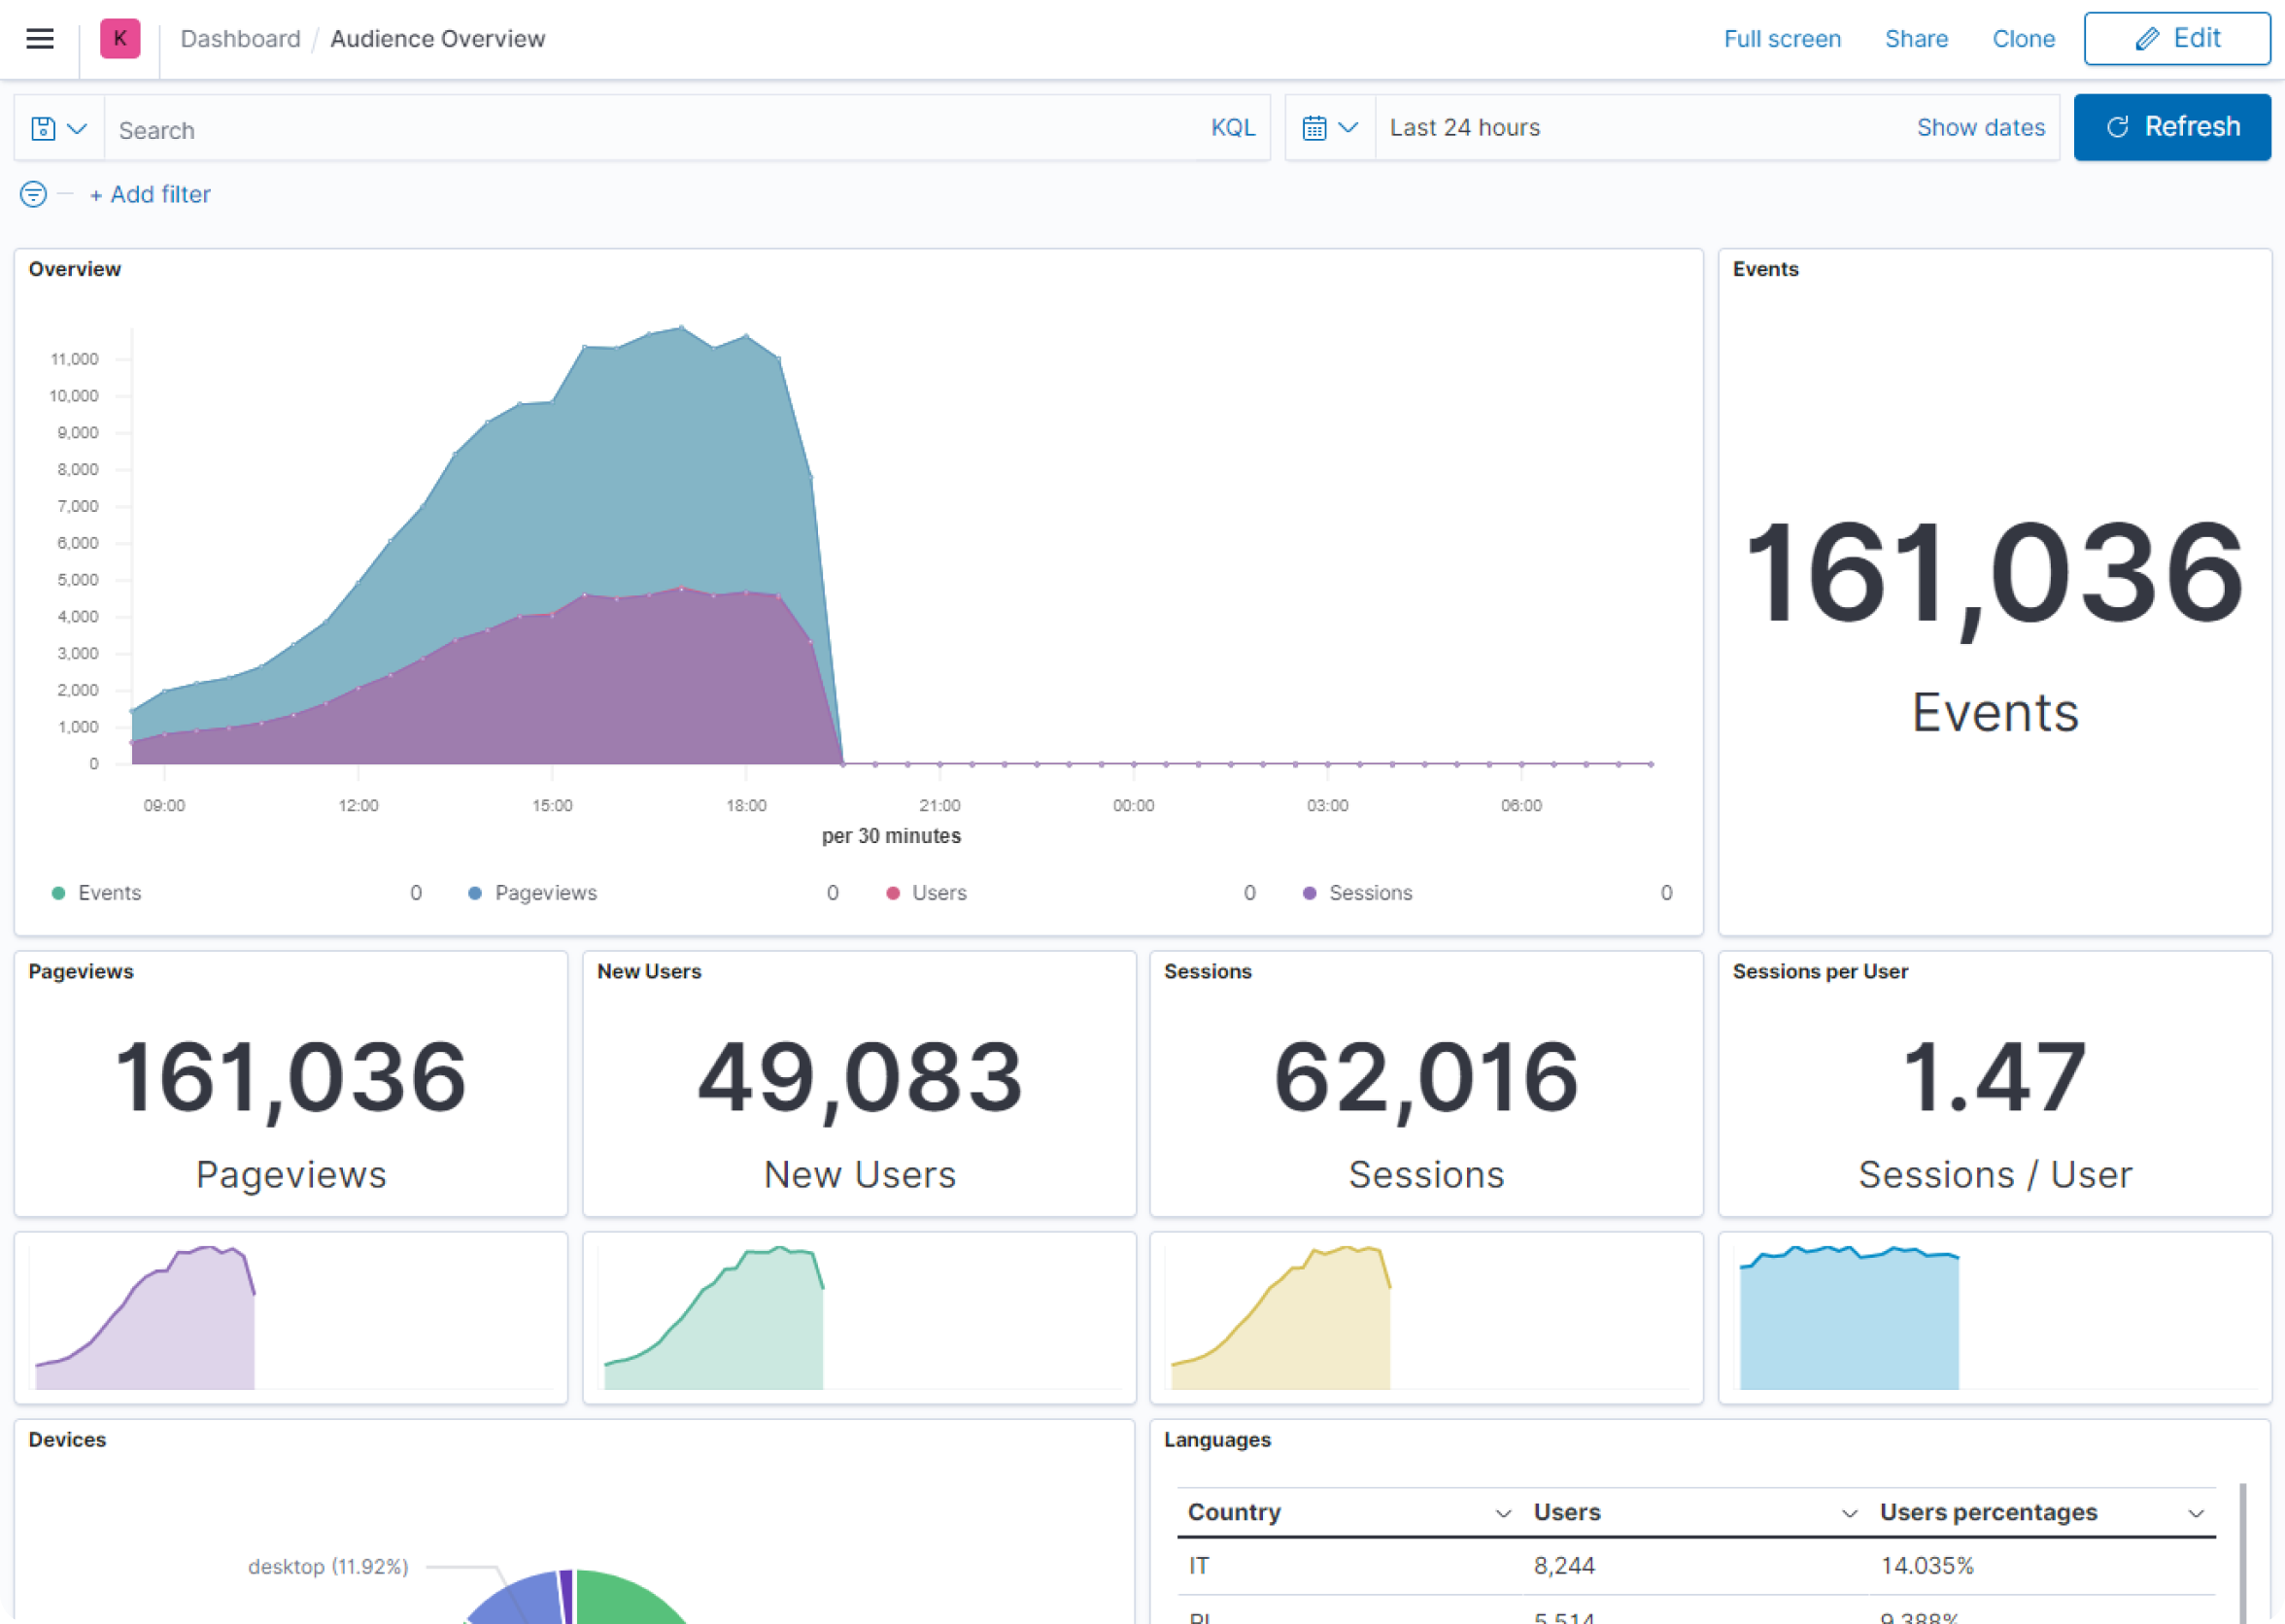 K Dashboard / Audience Overview Full screen Share Clone Edit
Search KQL Last 24 hours Show dates Refresh
+ Add filter
Overview
11,000
10,000
9,000
8,000
7,000
6,000
5,000
4,000
3,000
2,000
1,000
0
09:00 12:00 15:00 18:00 21:00 00:00 03:00 06:00
per 30 minutes
Events 0 Pageviews 0 Users 0 Sessions 0
Events
161,036
Events
Pageviews
161,036
Pageviews
New Users
49,083
New Users
Sessions
62,016
Sessions
Sessions per User
1.47
Sessions / User
Devices
desktop (11.92%)
Languages
Country Users Users percentages
IT 8,244 14.035%
5,514 9.388%